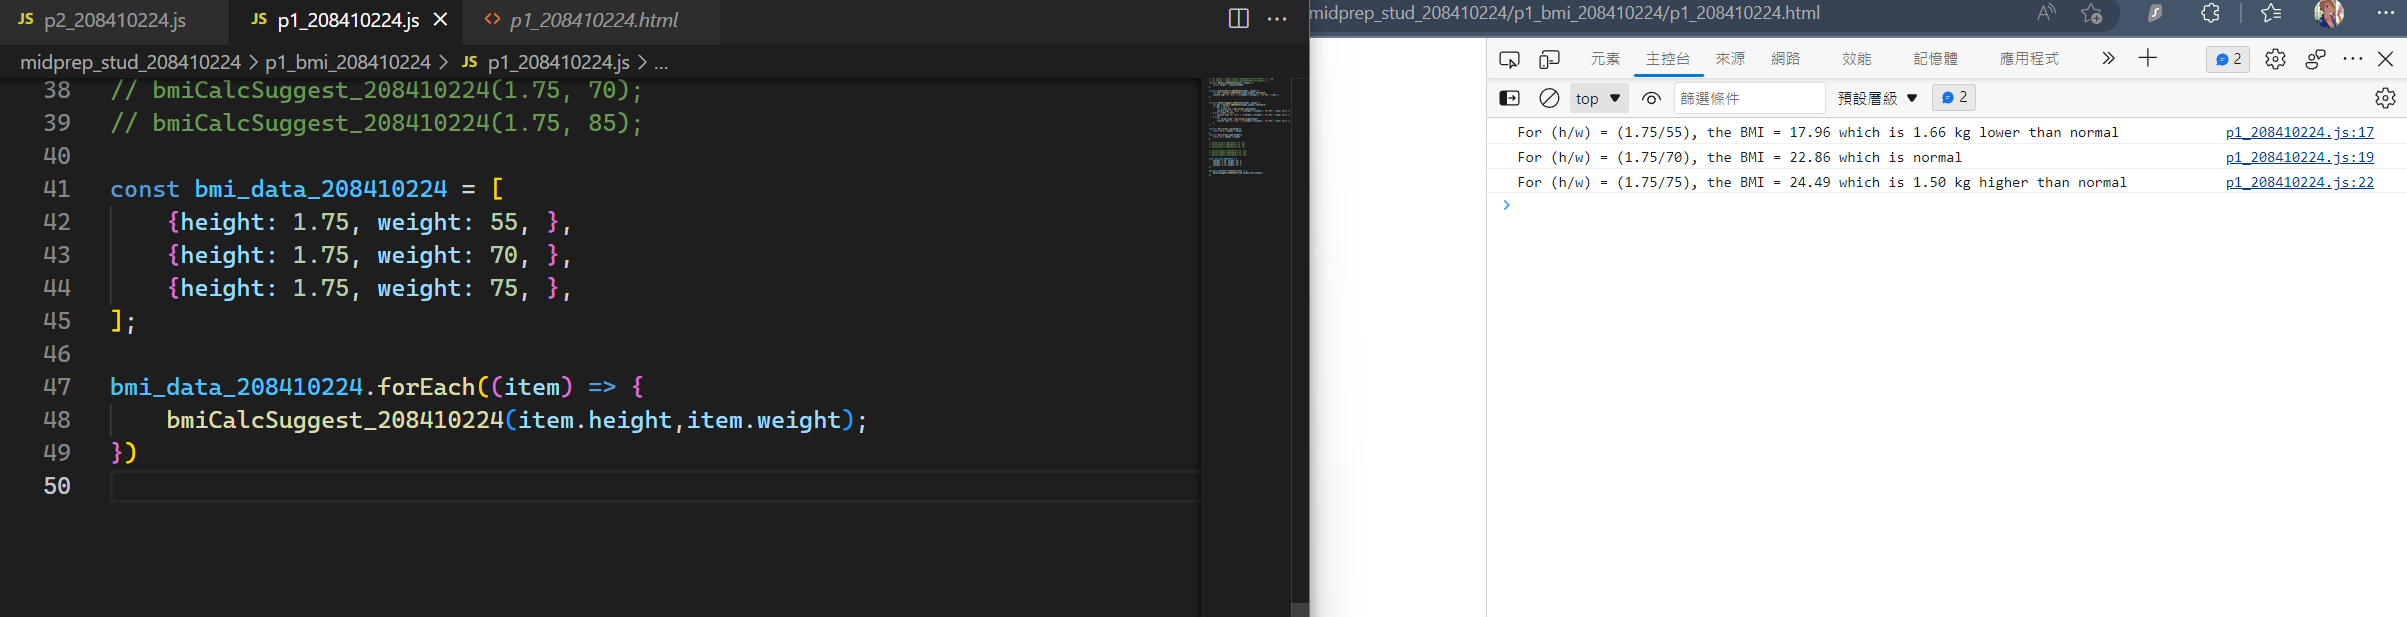 JS p2_208410224.js
JS p1_208410224.js
<> p1_208410224.html
midprep_stud_208410224 > p1_bmi_208410224 > JS p1_208410224.js > ...
38 // bmiCalcSuggest_208410224(1.75, 70);
39 // bmiCalcSuggest_208410224(1.75, 85);
40
41 const bmi_data_208410224 = [
42 {height: 1.75, weight: 55, },
43 {height: 1.75, weight: 70, },
44 {height: 1.75, weight: 75, },
45 ];
46
47 bmi_data_208410224.forEach((item) => {
48 bmiCalcSuggest_208410224(item.height,item.weight);
49 })
50
midprep_stud_208410224/p1_bmi_208410224/p1_208410224.html
元素 主控台 來源 網路 效能 記憶體 應用程式 2
top 篩選條件 預設層級 2
For (h/w) = (1.75/55), the BMI = 17.96 which is 1.66 kg lower than normal p1_208410224.js:17
For (h/w) = (1.75/70), the BMI = 22.86 which is normal p1_208410224.js:19
For (h/w) = (1.75/75), the BMI = 24.49 which is 1.50 kg higher than normal p1_208410224.js:22